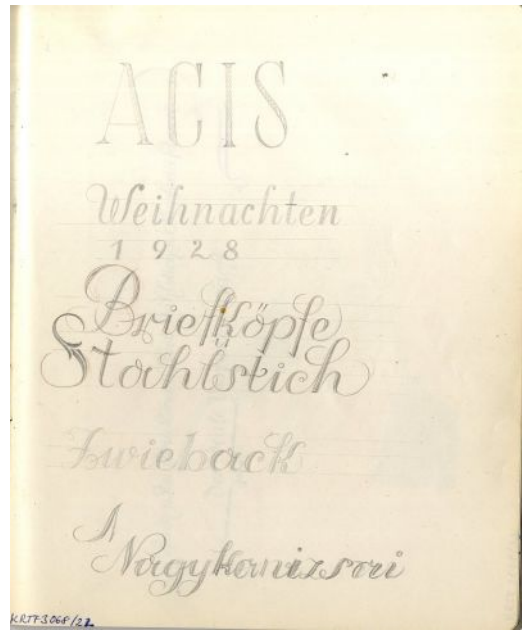 ACIS
Weihnachten
1928
Briefköpfe
ü
Stahlstich
Zwieback
A
Nagykanizsai
KRTF3068/22